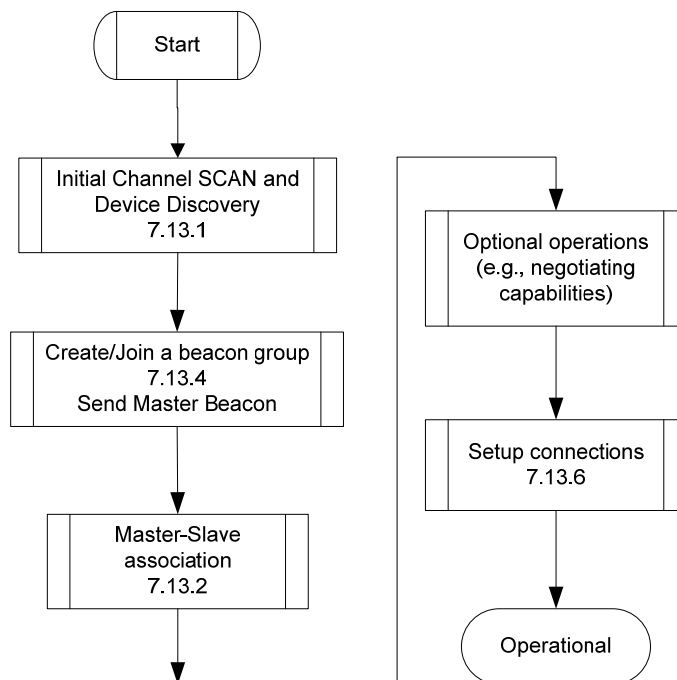 Start
Initial Channel SCAN and
Device Discovery
7.13.1
Create/Join a beacon group
7.13.4
Send Master Beacon
Master-Slave
association
7.13.2
Optional operations
(e.g., negotiating
capabilities)
Setup connections
7.13.6
Operational